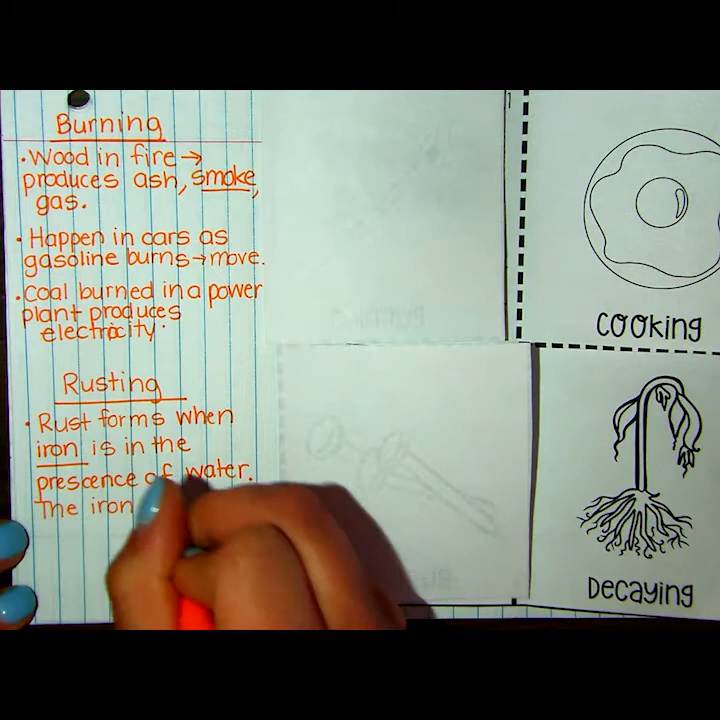 Burning
• Wood in fire →
produces ash, smoke,
gas.
• Happen in cars as
gasoline burns → move.
• Coal burned in a power
plant produces
electricity.
Rusting
• Rust forms when
iron is in the
prescence of water.
The iron
Cooking
Decaying